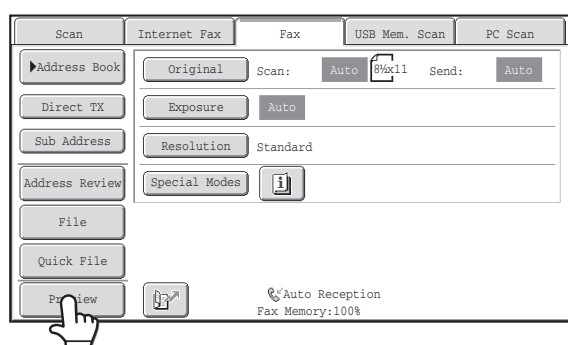 Scan Internet Fax Fax USB Mem. Scan PC Scan
Address Book
Original Scan: Auto 8½x11 Send: Auto
Direct TX
Exposure Auto
Sub Address
Resolution Standard
Address Review
Special Modes
File
Quick File
Preview
Auto Reception
Fax Memory:100%